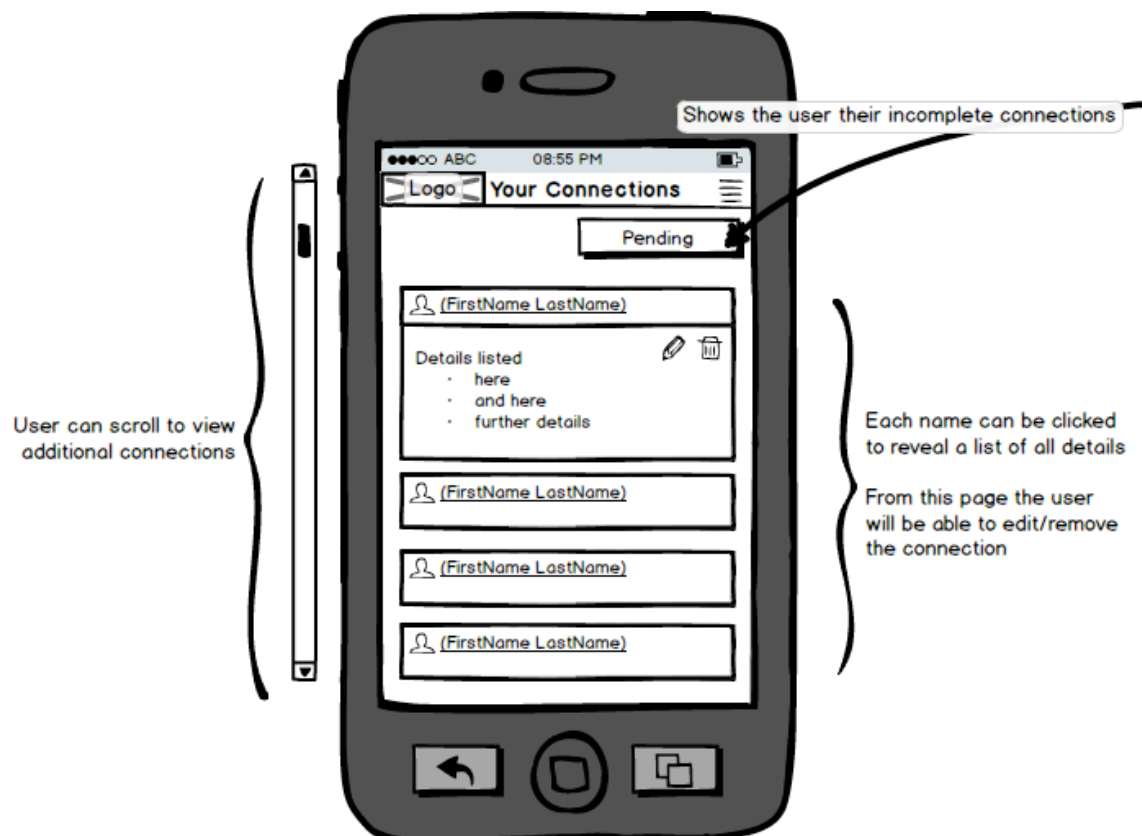 Shows the user their incomplete connections
ABC 08:55 PM
Logo Your Connections
Pending
(FirstName LastName)
Details listed
· here
· and here
· further details
(FirstName LastName)
(FirstName LastName)
(FirstName LastName)
User can scroll to view
additional connections
Each name can be clicked
to reveal a list of all details
From this page the user
will be able to edit/remove
the connection